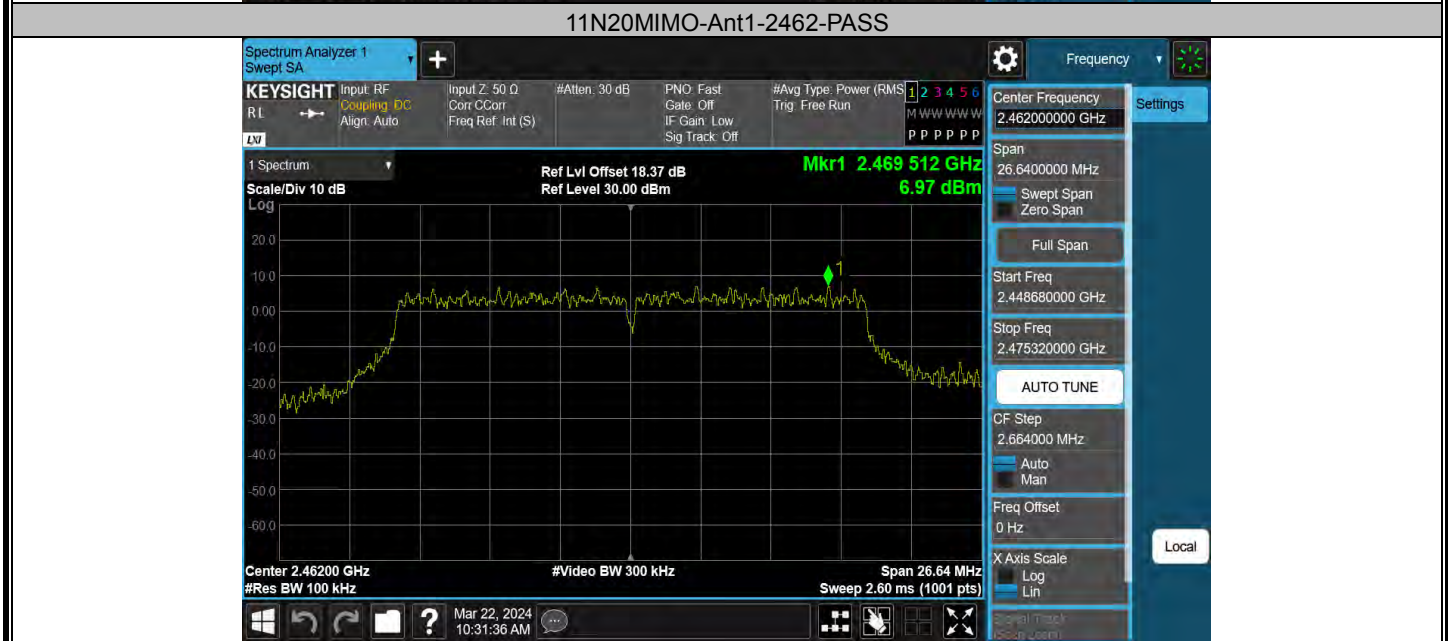 11N20MIMO-Ant1-2462-PASS
Spectrum Analyzer 1
Swept SA
+
Frequency
KEYSIGHT
RL
LXI
Input: RF
Coupling: DC
Align: Auto
Input Z: 50 Ω
Corr CCorr
Freq Ref: Int (S)
#Atten: 30 dB
PNO: Fast
Gate: Off
IF Gain: Low
Sig Track: Off
#Avg Type: Power (RMS
Trig: Free Run
1 2 3 4 5 6
M W W W W W
P P P P P P
Center Frequency
2.462000000 GHz
Settings
Span
26.6400000 MHz
Swept Span
Zero Span
Full Span
Start Freq
2.448680000 GHz
Stop Freq
2.475320000 GHz
AUTO TUNE
CF Step
2.664000 MHz
Auto
Man
Freq Offset
0 Hz
X Axis Scale
Log
Lin
Signal Track
(Span Zoom)
Local
1 Spectrum
Scale/Div 10 dB
Log
Ref Lvl Offset 18.37 dB
Ref Level 30.00 dBm
Mkr1 2.469 512 GHz
6.97 dBm
20.0
10.0
0.00
-10.0
-20.0
-30.0
-40.0
-50.0
-60.0
1
Center 2.46200 GHz
#Res BW 100 kHz
#Video BW 300 kHz
Span 26.64 MHz
Sweep 2.60 ms (1001 pts)
?
Mar 22, 2024
10:31:36 AM